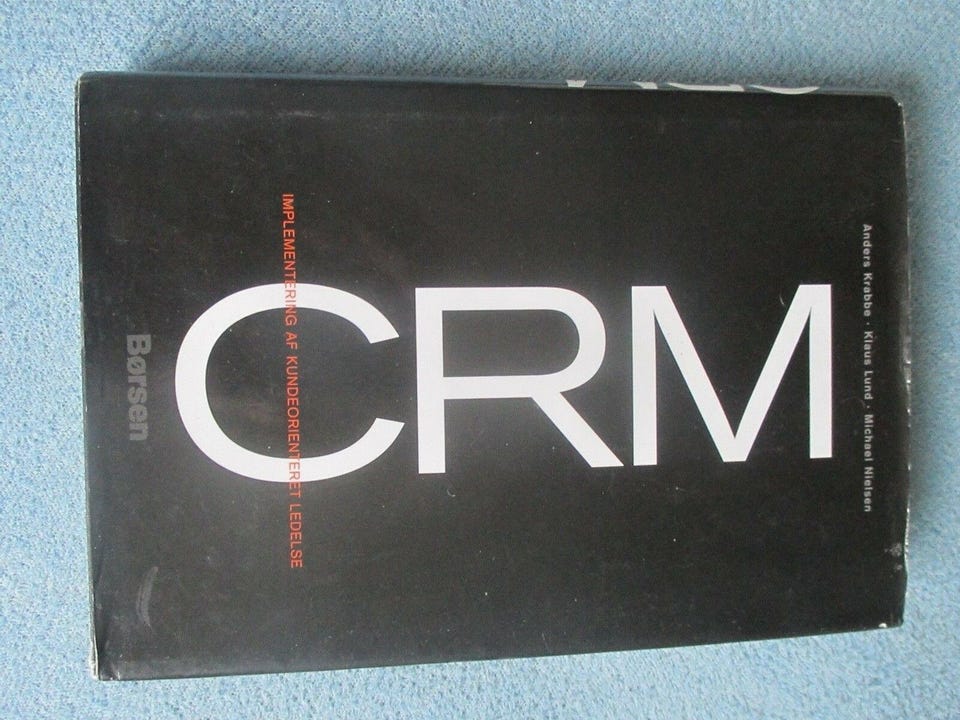 Anders Krabbe · Klaus Lund · Michael Nielsen
CRM
IMPLEMENTERING AF KUNDEORIENTERET LEDELSE
Børsen